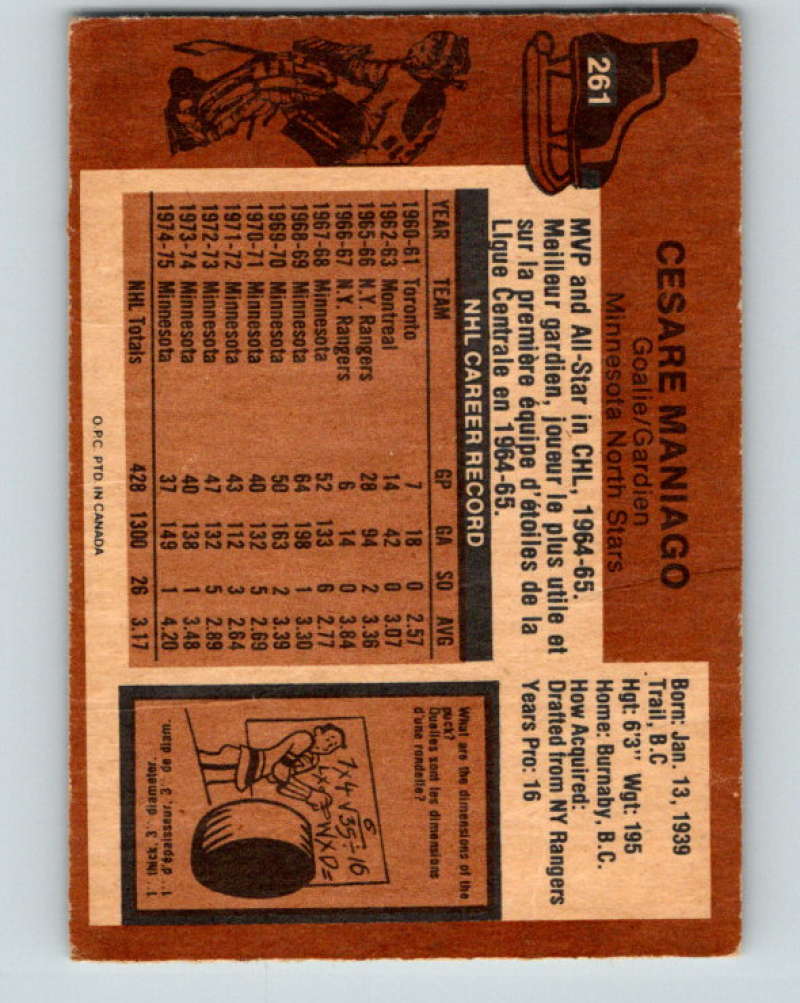 261
CESARE MANIAGO
Goalie/Gardien
Minnesota North Stars
Born: Jan. 13, 1939
Trail, B.C
Hgt: 6'3" Wgt: 195
Home: Burnaby, B.C.
How Acquired:
Drafted from NY Rangers
Years Pro: 16
MVP and All-Star in CHL, 1964-65.
Meilleur gardien, joueur le plus utile et
sur la première équipe d'étoiles de la
Ligue Centrale en 1964-65.
NHL CAREER RECORD
YEAR TEAM GP GA SO AVG
1960-61 Toronto 7 18 0 2.57
1962-63 Montreal 14 42 0 3.07
1965-66 N.Y. Rangers 28 94 2 3.36
1966-67 N.Y. Rangers 6 14 0 3.84
1967-68 Minnesota 52 133 6 2.77
1968-69 Minnesota 64 198 1 3.30
1969-70 Minnesota 50 163 2 3.39
1970-71 Minnesota 40 132 5 2.69
1971-72 Minnesota 43 112 3 2.64
1972-73 Minnesota 47 132 5 2.89
1973-74 Minnesota 40 138 1 3.48
1974-75 Minnesota 37 149 1 4.20
NHL Totals 428 1300 26 3.17
What are the dimensions of the
puck?
Quelles sont les dimensions
d'une rondelle?
1" thick, 3" diameter.
1" d'épaisseur, 3" de diam.
O.P.C. PTD. IN CANADA